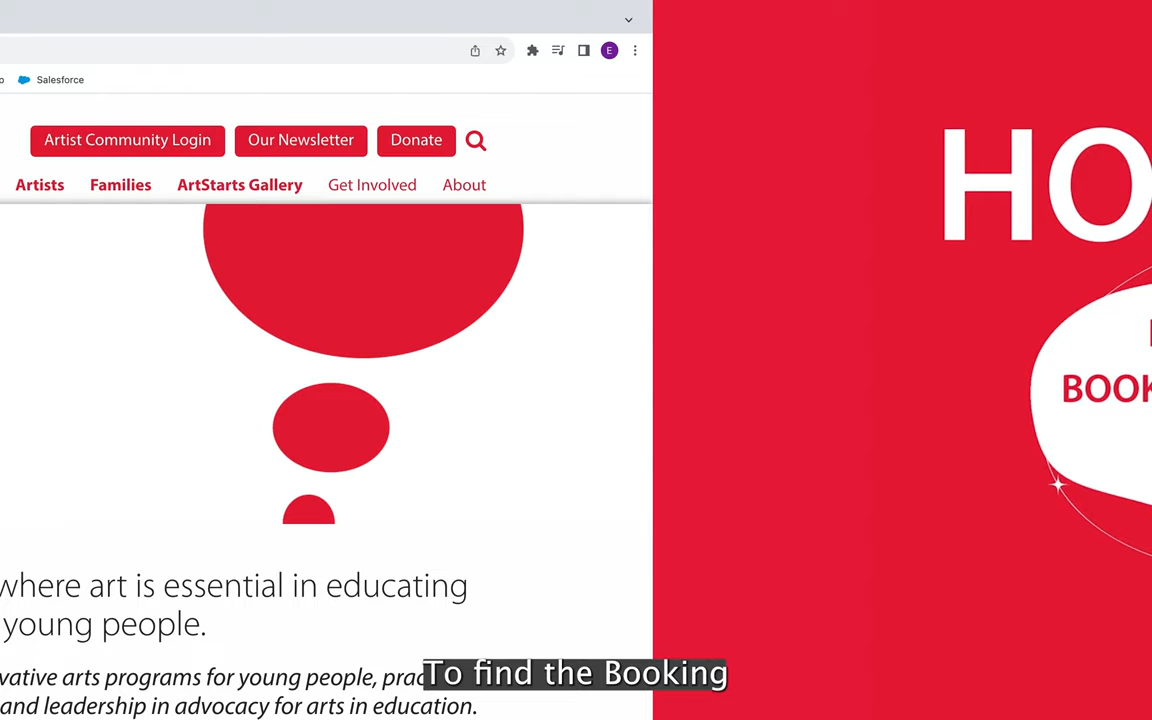 E
Salesforce
Artist Community Login
Our Newsletter
Donate
Artists
Families
ArtStarts Gallery
Get Involved
About
where art is essential in educating
young people.
for young people,
and leadership in advocacy for arts in education.
arts programs
To find the Booking
HO
BOOK